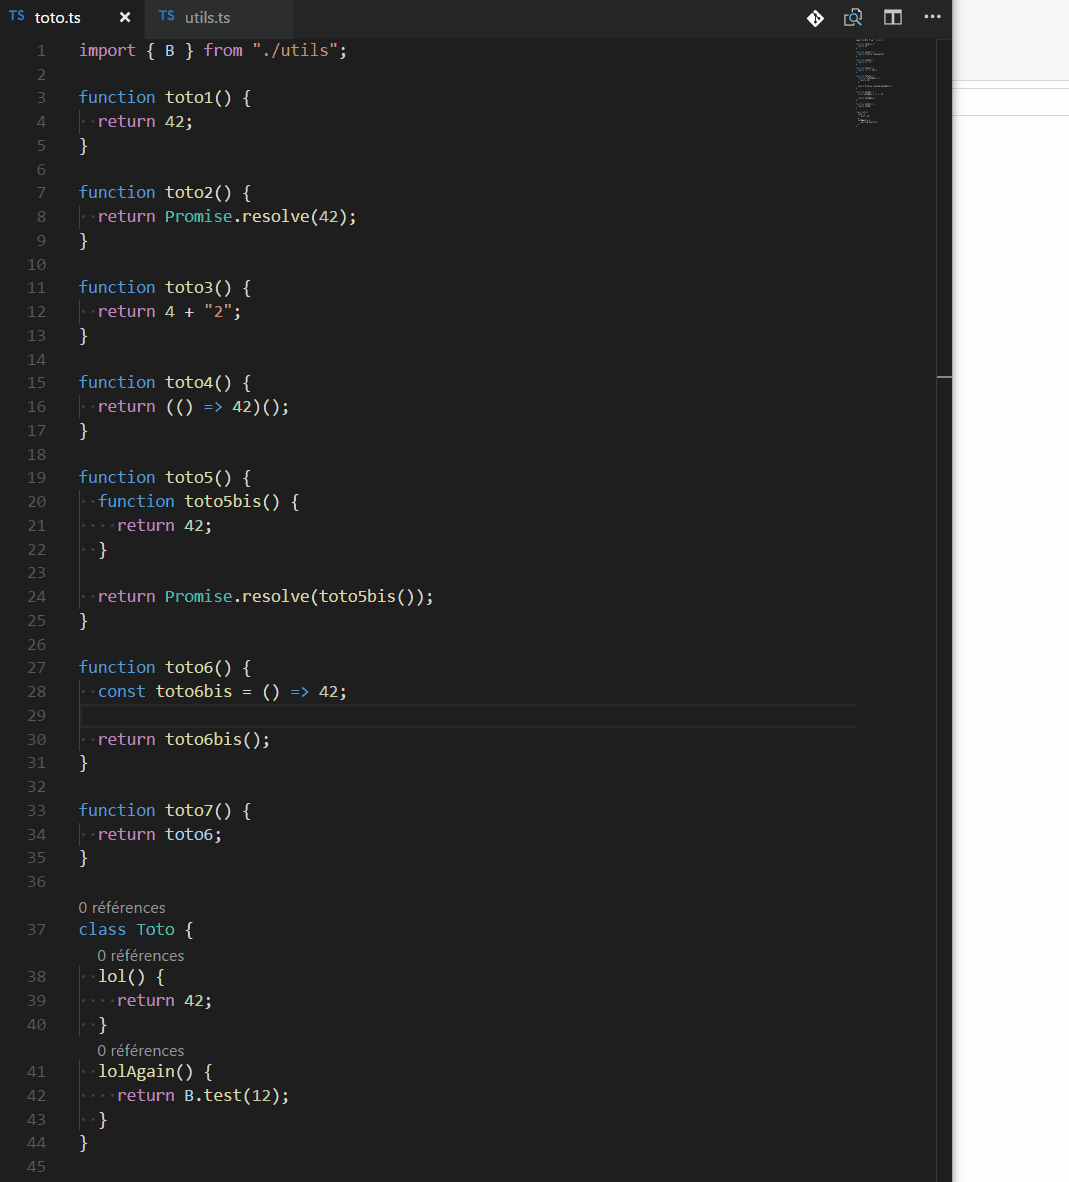 TS toto.ts × TS utils.ts
1 import { B } from "./utils";
2
3 function toto1() {
4   return 42;
5 }
6
7 function toto2() {
8   return Promise.resolve(42);
9 }
10
11 function toto3() {
12   return 4 + "2";
13 }
14
15 function toto4() {
16   return (() => 42)();
17 }
18
19 function toto5() {
20   function toto5bis() {
21     return 42;
22   }
23
24   return Promise.resolve(toto5bis());
25 }
26
27 function toto6() {
28   const toto6bis = () => 42;
29
30   return toto6bis();
31 }
32
33 function toto7() {
34   return toto6;
35 }
36
0 références
37 class Toto {
0 références
38   lol() {
39     return 42;
40   }
0 références
41   lolAgain() {
42     return B.test(12);
43   }
44 }
45